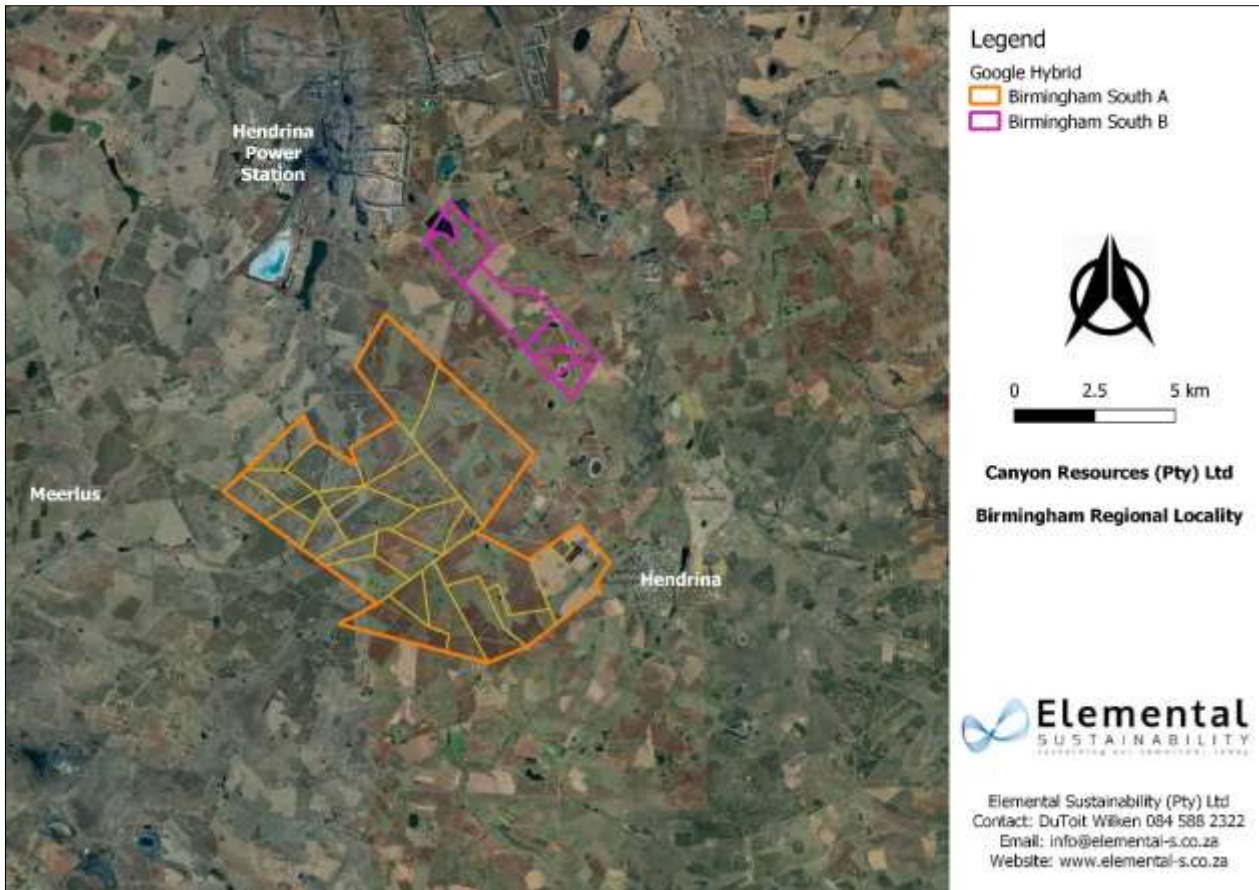 Hendrina
Power
Station
Meerlus
Hendrina
Legend
Google Hybrid
Birmingham South A
Birmingham South B
0 2.5 5 km
Canyon Resources (Pty) Ltd
Birmingham Regional Locality
Elemental
SUSTAINABILITY
Elemental Sustainability (Pty) Ltd
Contact: DuToit Wilken 084 588 2322
Email: info@elemental-s.co.za
Website: www.elemental-s.co.za